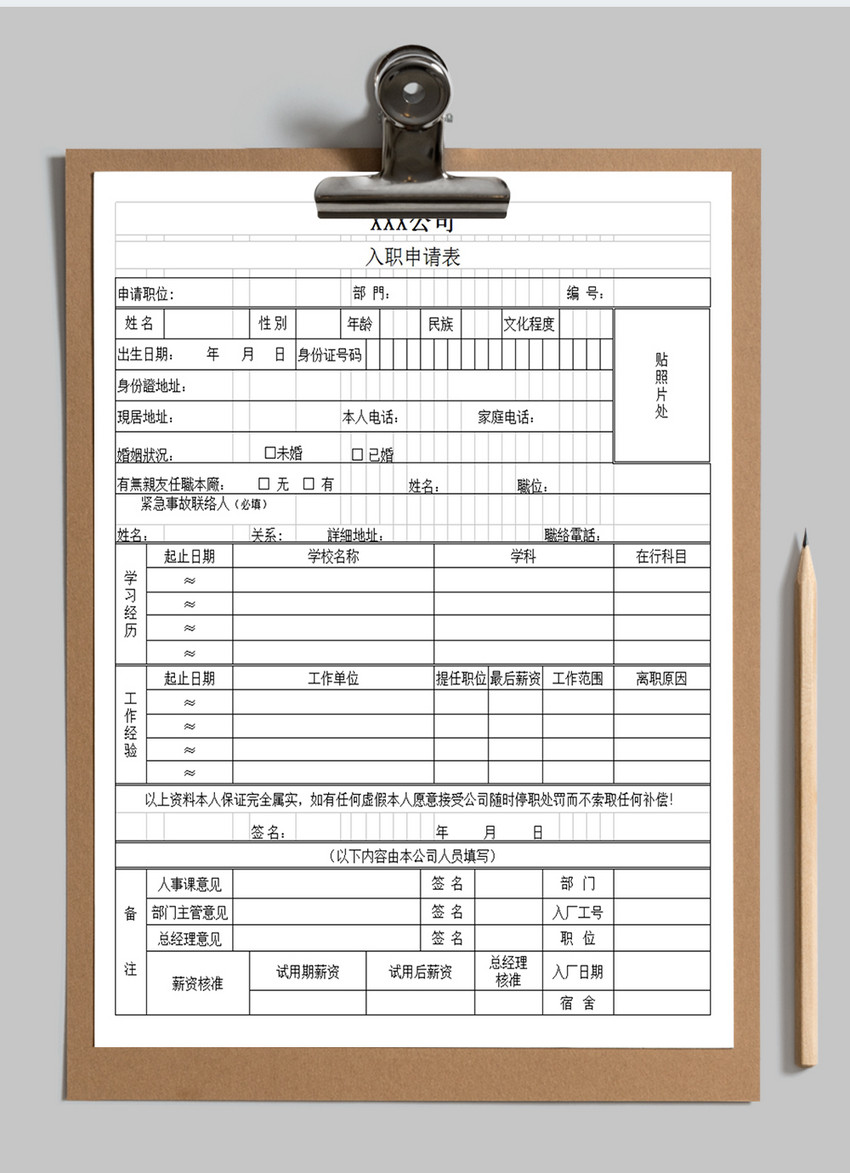 XXX公司
入职申请表
申请职位： 部 門： 编 号：
姓 名 性 別 年龄 民族 文化程度
贴照片处
出生日期： 年 月 日 身份证号码
身份證地址：
現居地址： 本人电话： 家庭电话：
婚姻狀況： □未婚 □ 已婚
有無親友任職本廠： □ 无 □ 有 姓名： 職位：
紧急事故联络人（必填）
姓名： 关系： 詳細地址： 職絡電話：
学习经历
起止日期 学校名称 学科 在行科目
≈
≈
≈
≈
工作经验
起止日期 工作单位 提任职位 最后薪资 工作范围 离职原因
≈
≈
≈
≈
以上资料本人保证完全属实，如有任何虚假本人愿意接受公司随时停职处罚而不索取任何补偿！
签 名： 年 月 日
（以下内容由本公司人员填写）
备注
人事课意见 签 名 部 门
部门主管意见 签 名 入厂工号
总经理意见 签 名 职 位
薪资核准 试用期薪资 试用后薪资 总经理核准 入厂日期
宿 舍